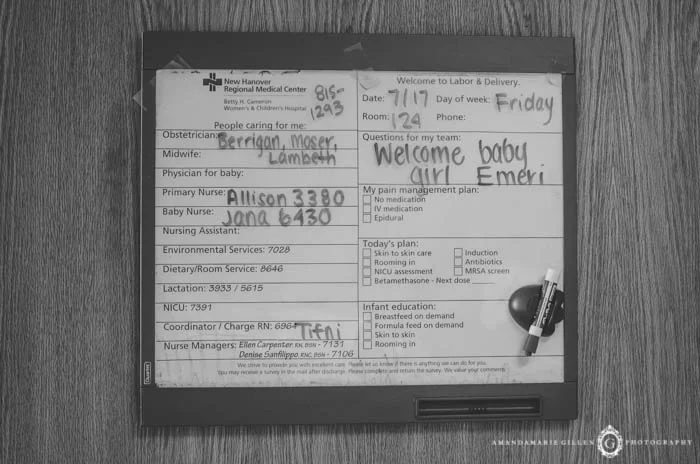 New Hanover
Regional Medical Center
Betty H. Cameron
Women's & Children's Hospital
815-
1293
People caring for me:
Obstetrician: Berrigan, Moser,
Lambeth
Midwife:
Physician for baby:
Primary Nurse: Allison 3380
Baby Nurse: Jana 6430
Nursing Assistant:
Environmental Services: 7028
Dietary/Room Service: 8646
Lactation: 3933 / 5615
NICU: 7391
Coordinator / Charge RN: 6964 Tifni
Nurse Managers: Ellen Carpenter RN, BSN - 7131
Denise Sanfilippo RNC, BSN - 7106
Welcome to Labor & Delivery.
Date: 7/17 Day of week: Friday
Room: 124 Phone:
Questions for my team:
Welcome baby
girl Emeri
My pain management plan:
No medication
IV medication
Epidural
Today's plan:
Skin to skin care
Induction
Rooming in
Antibiotics
NICU assessment
MRSA screen
Betamethasone - Next dose
Infant education:
Breastfeed on demand
Formula feed on demand
Skin to skin
Rooming in
We strive to provide you with excellent care. Please let us know if there is anything we can do for you.
You may receive a survey in the mail after discharge. Please complete and return the survey. We value your comments.
Quartet
AMANDAMARIE GILLEN G PHOTOGRAPHY